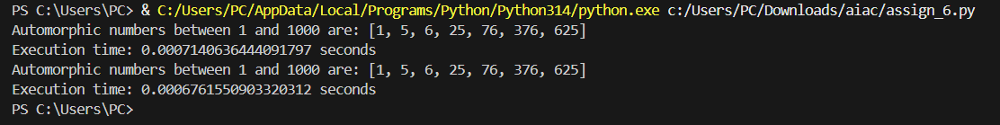 PS C:\Users\PC> & C:/Users/PC/AppData/Local/Programs/Python/Python314/python.exe c:/Users/PC/Downloads/aiac/assign_6.py
Automorphic numbers between 1 and 1000 are: [1, 5, 6, 25, 76, 376, 625]
Execution time: 0.0007140636444091797 seconds
Automorphic numbers between 1 and 1000 are: [1, 5, 6, 25, 76, 376, 625]
Execution time: 0.0006761550903320312 seconds
PS C:\Users\PC>